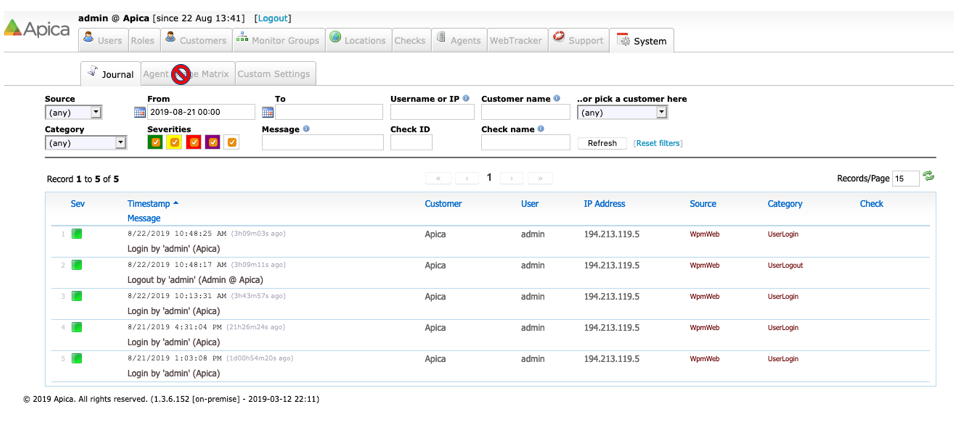 admin @ Apica [since 22 Aug 13:41] [Logout]
Apica
Users Roles Customers Monitor Groups Locations Checks Agents WebTracker Support System
Journal Agent Matrix Custom Settings
Source From To Username or IP Customer name ..or pick a customer here
(any) 2019-08-21 00:00 (any)
Category Severities Message Check ID Check name
(any) Refresh [Reset filters]
Record 1 to 5 of 5 « ‹ 1 › » Records/Page 15
Sev Timestamp Customer User IP Address Source Category Check
Message
1 8/22/2019 10:48:25 AM (3h09m03s ago) Apica admin 194.213.119.5 WpmWeb UserLogin
Login by 'admin' (Apica)
2 8/22/2019 10:48:17 AM (3h09m11s ago) Apica admin 194.213.119.5 WpmWeb UserLogout
Logout by 'admin' (Admin @ Apica)
3 8/22/2019 10:13:31 AM (3h43m57s ago) Apica admin 194.213.119.5 WpmWeb UserLogin
Login by 'admin' (Apica)
4 8/21/2019 4:31:04 PM (21h26m24s ago) Apica admin 194.213.119.5 WpmWeb UserLogin
Login by 'admin' (Apica)
5 8/21/2019 1:03:08 PM (1d00h54m20s ago) Apica admin 194.213.119.5 WpmWeb UserLogin
Login by 'admin' (Apica)
© 2019 Apica. All rights reserved. (1.3.6.152 [on-premise] - 2019-03-12 22:11)